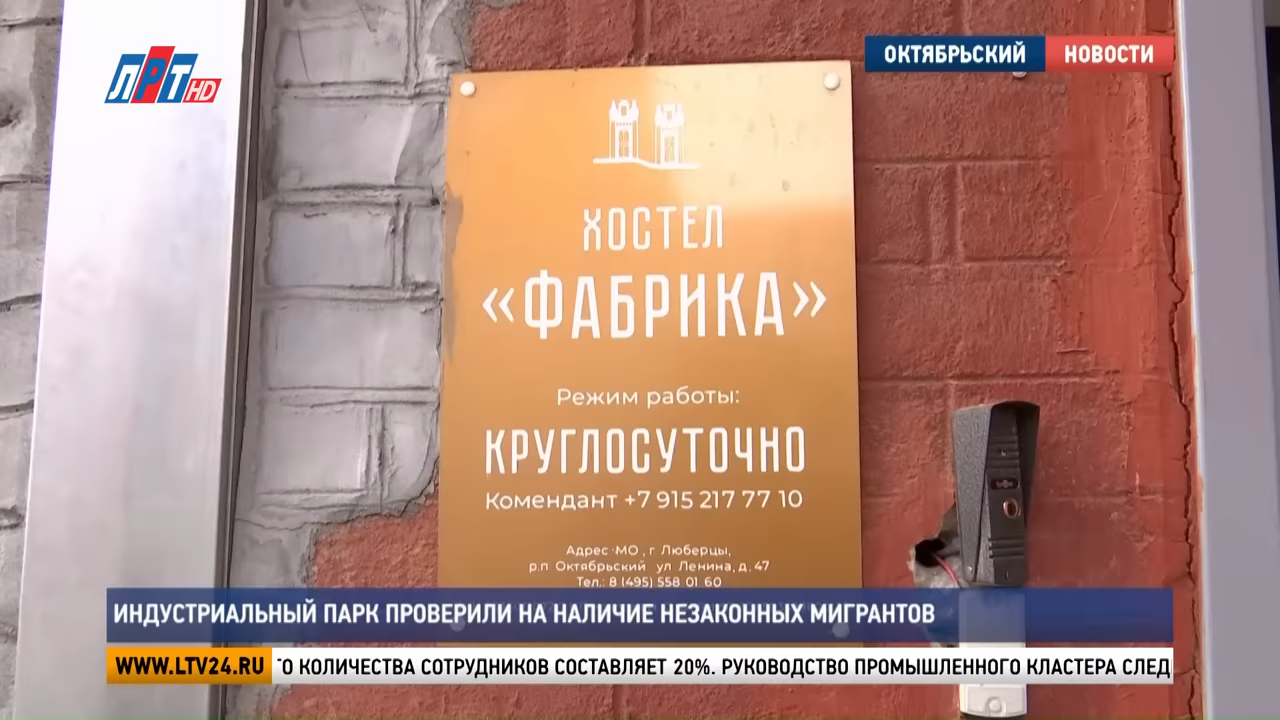 ЛРТ HD
ОКТЯБРЬСКИЙ НОВОСТИ
ХОСТЕЛ
«ФАБРИКА»
Режим работы:
КРУГЛОСУТОЧНО
Комендант +7 915 217 77 10
Адрес МО, г Люберцы,
р.п Октябрьский ул Ленина, д. 47
Тел.: 8 (495) 558 01 60
ИНДУСТРИАЛЬНЫЙ ПАРК ПРОВЕРИЛИ НА НАЛИЧИЕ НЕЗАКОННЫХ МИГРАНТОВ
WWW.LTV24.RU ГО КОЛИЧЕСТВА СОТРУДНИКОВ СОСТАВЛЯЕТ 20%. РУКОВОДСТВО ПРОМЫШЛЕННОГО КЛАСТЕРА СЛЕД